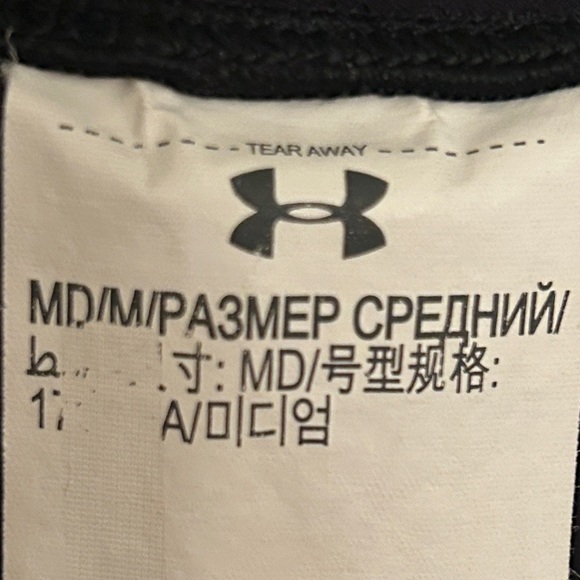 TEAR AWAY
MD/M/РАЗМЕР СРЕДНИЙ/
寸: MD/号型规格:
A/미디엄